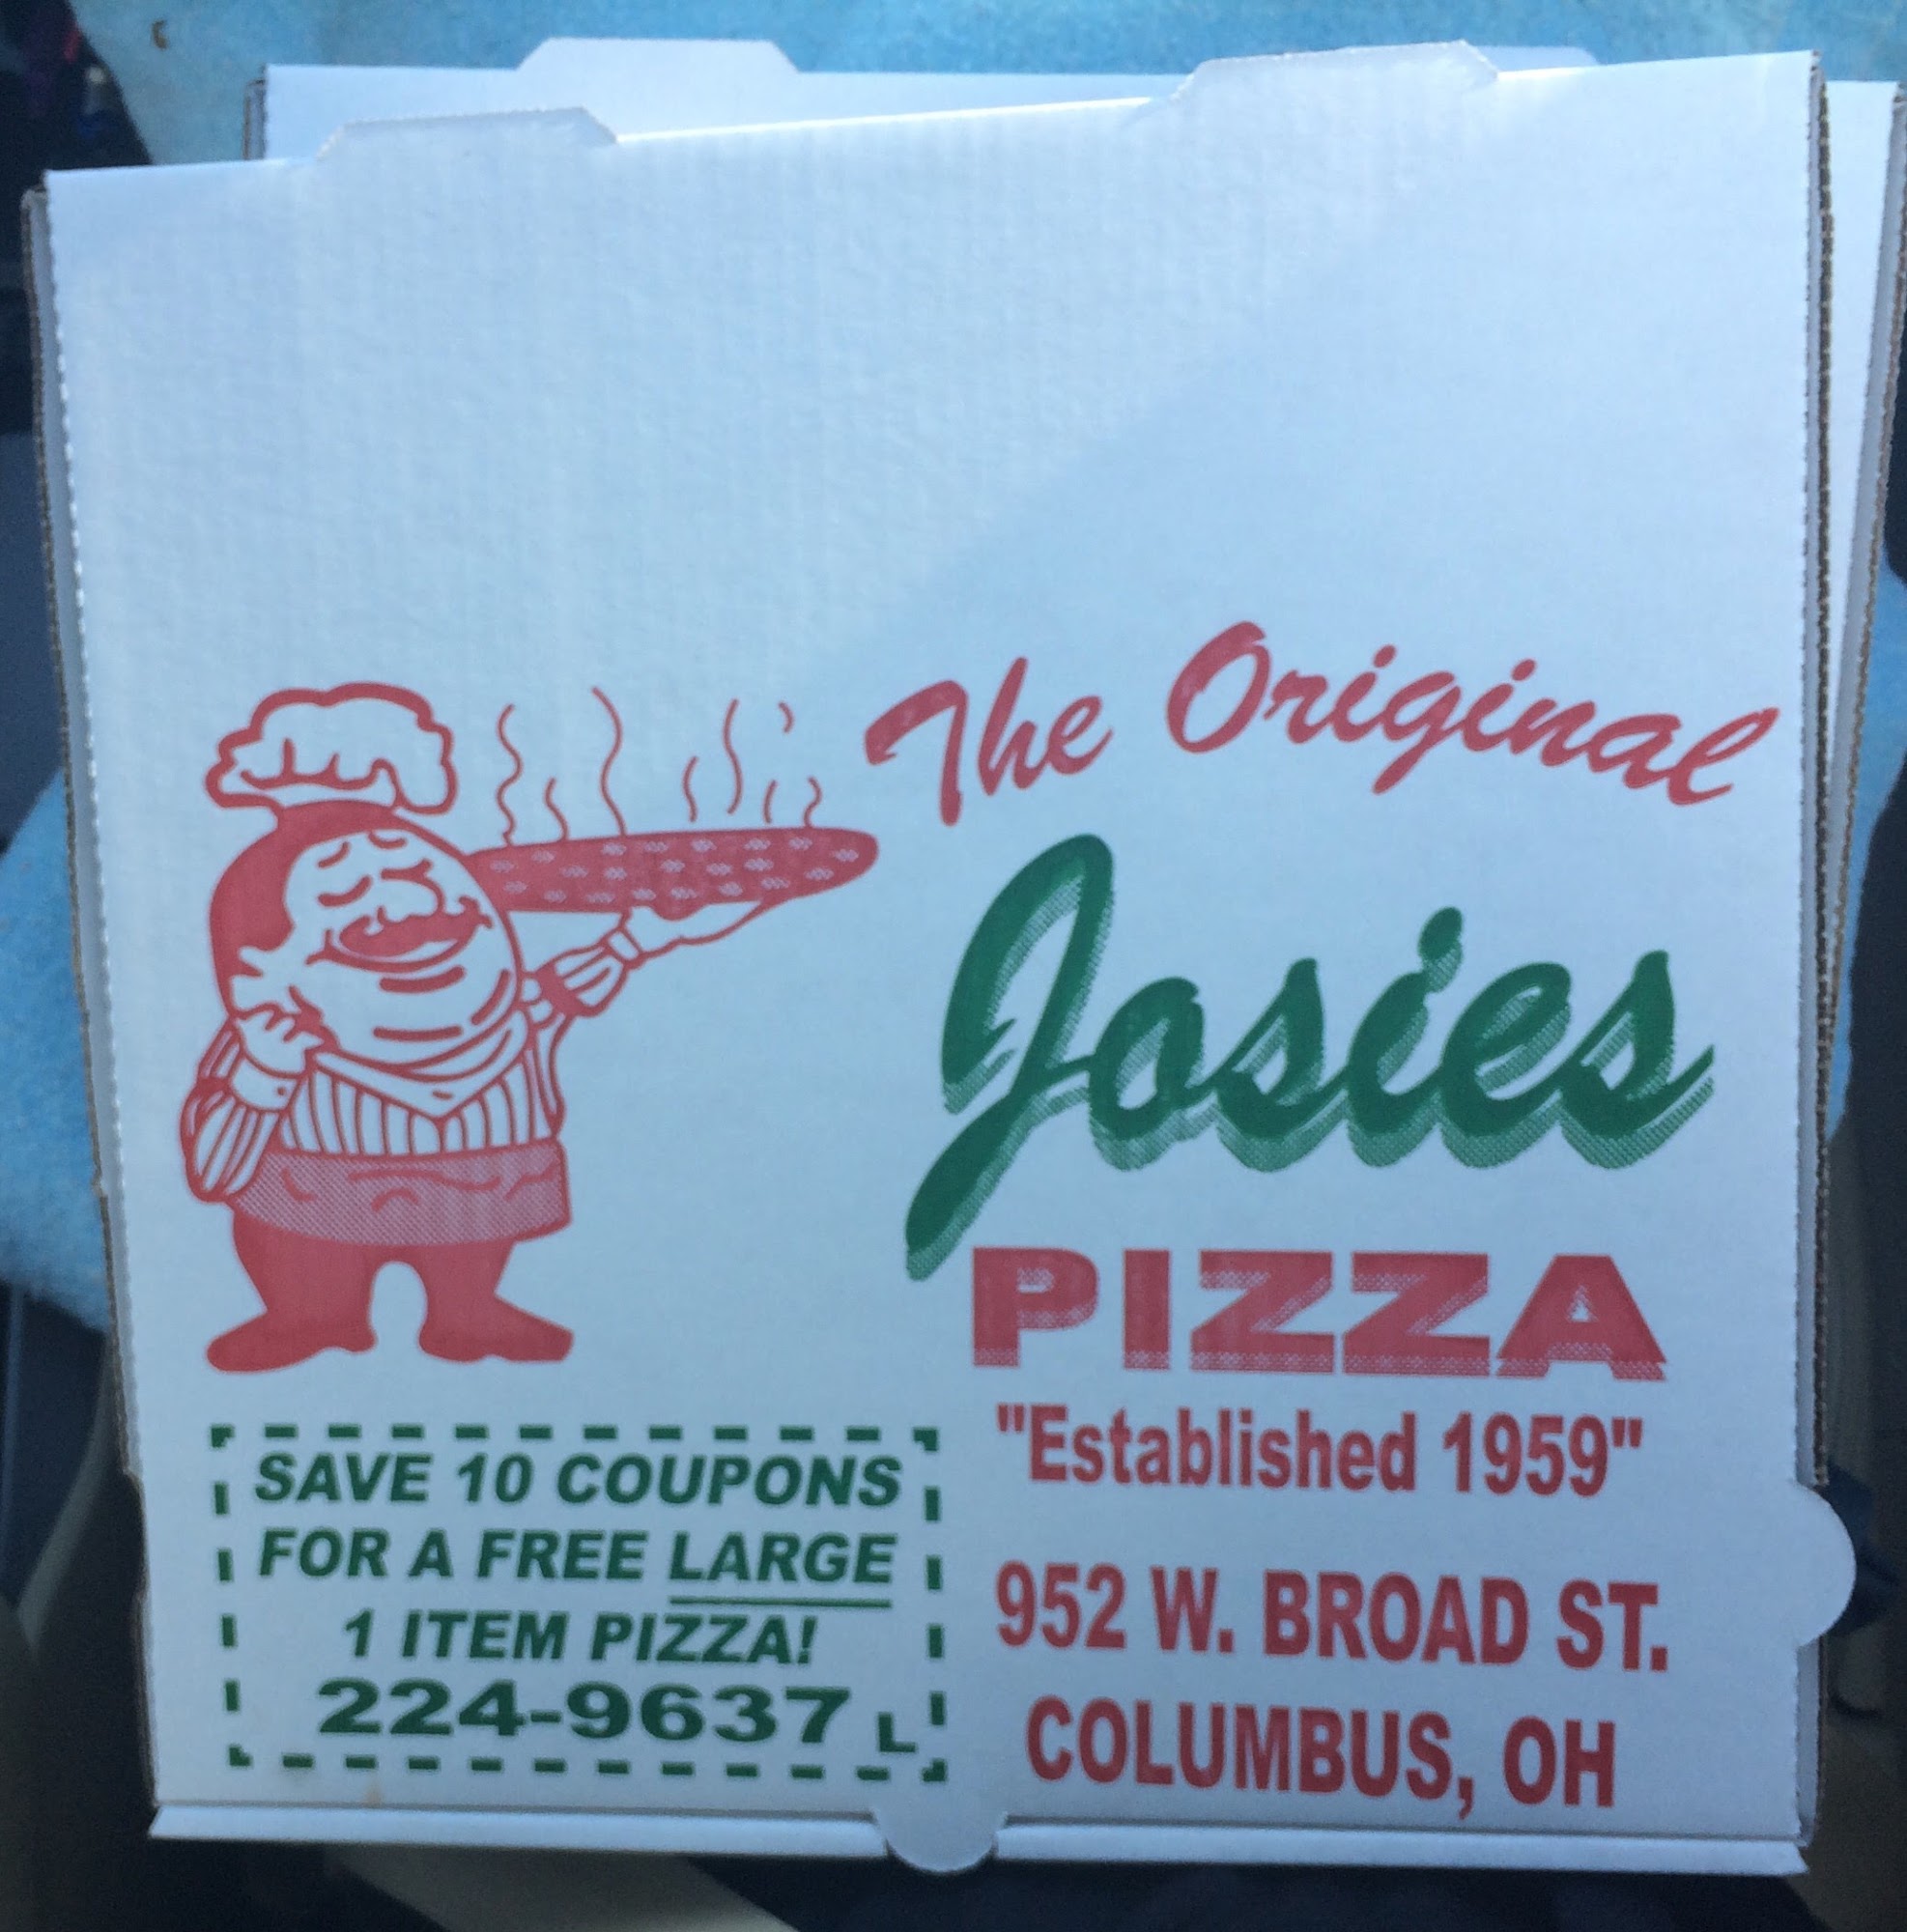 The Original
Josies
PIZZA
"Established 1959"
952 W. BROAD ST.
COLUMBUS, OH
SAVE 10 COUPONS
FOR A FREE LARGE
1 ITEM PIZZA!
224-9637 L